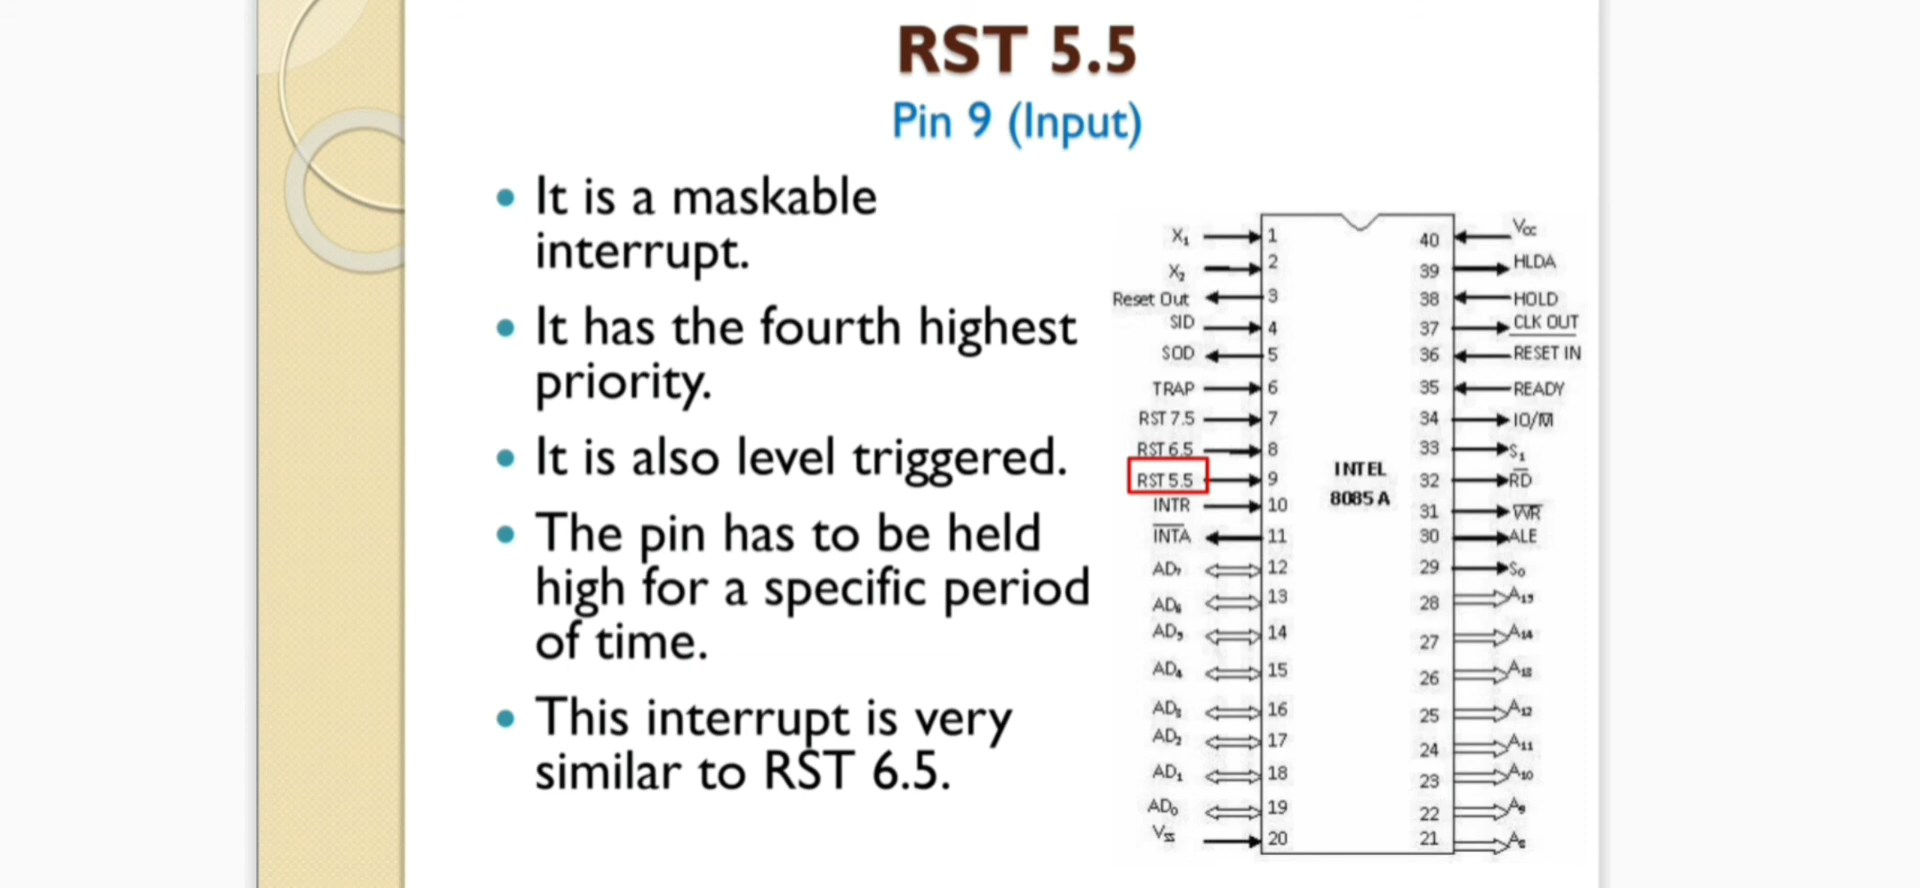 RST 5.5
Pin 9 (Input)
• It is a maskable
interrupt.
• It has the fourth highest
priority.
• It is also level triggered.
• The pin has to be held
high for a specific period
of time.
• This interrupt is very
similar to RST 6.5.
X₁ 1 40 Vcc
X₂ 2 39 HLDA
Reset Out 3 38 HOLD
SID 4 37 CLK OUT
SOD 5 36 R̅E̅S̅E̅T̅ ̅I̅N̅
TRAP 6 35 READY
RST 7.5 7 34 IO/M̅
RST 6.5 8 33 S₁
RST 5.5 9 32 R̅D̅
INTR 10 31 W̅R̅
I̅N̅T̅A̅ 11 30 ALE
AD₇ 12 29 S₀
AD₆ 13 28 A₁₅
AD₅ 14 27 A₁₄
AD₄ 15 26 A₁₃
AD₃ 16 25 A₁₂
AD₂ 17 24 A₁₁
AD₁ 18 23 A₁₀
AD₀ 19 22 A₉
Vss 20 21 A₈
INTEL
8085 A